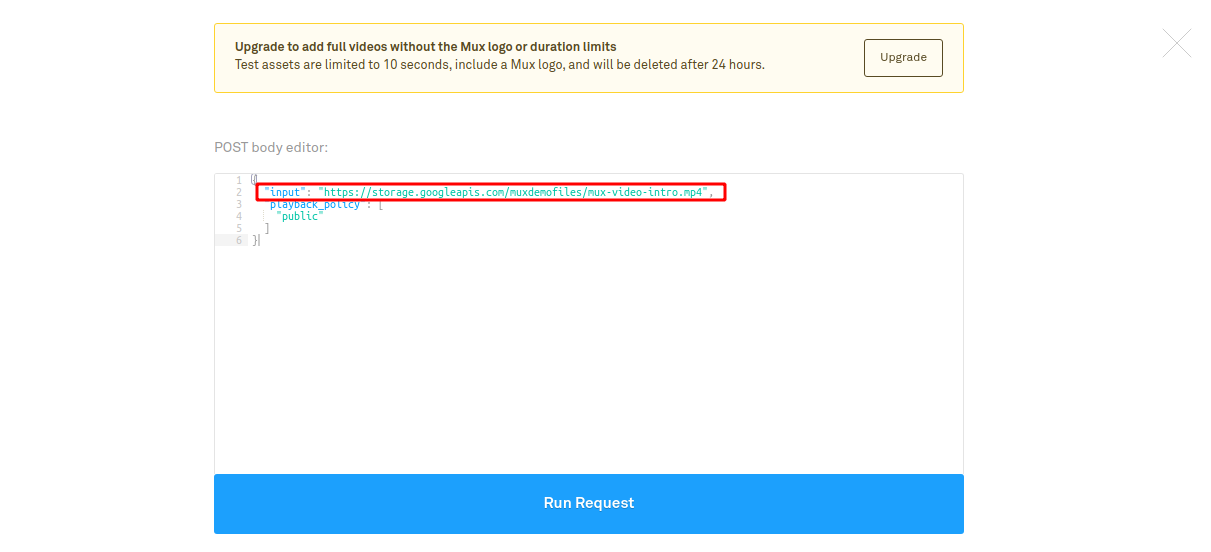 Upgrade to add full videos without the Mux logo or duration limits
Test assets are limited to 10 seconds, include a Mux logo, and will be deleted after 24 hours.
Upgrade
POST body editor:
1 {
2 "input": "https://storage.googleapis.com/muxdemofiles/mux-video-intro.mp4",
3 "playback_policy": [
4 "public"
5 ]
6 }
Run Request